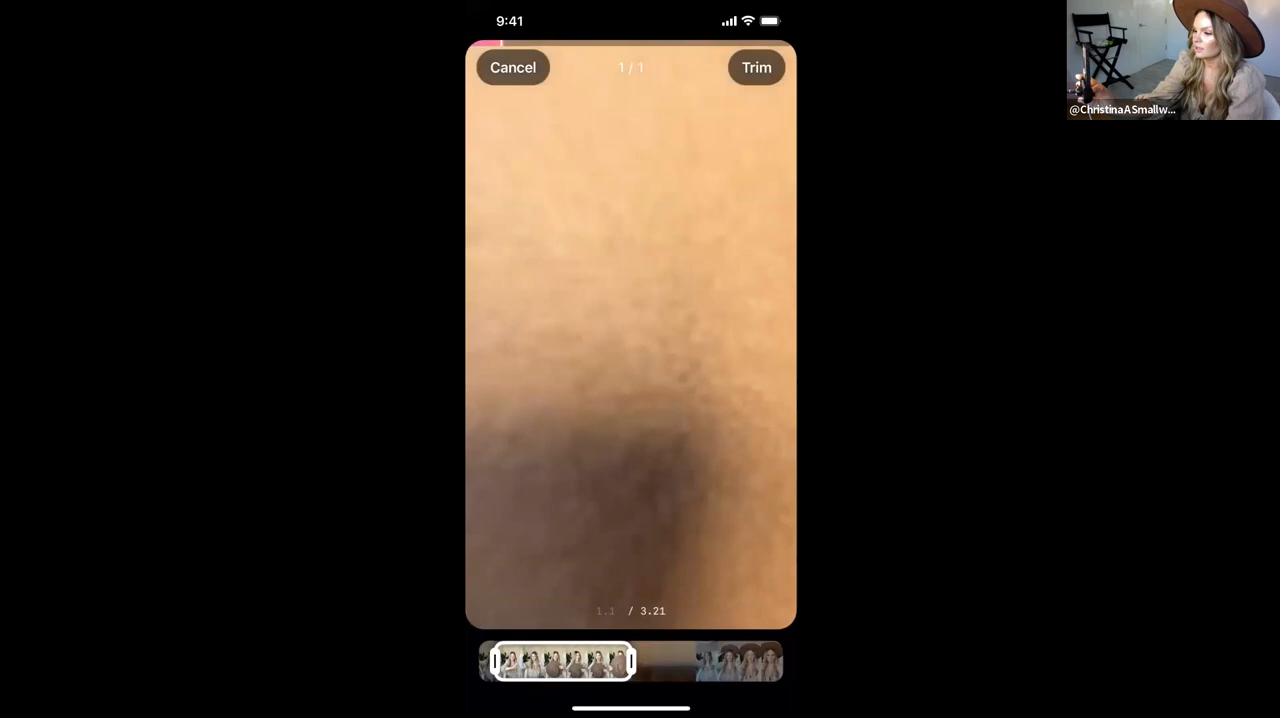 9:41
Cancel
1 / 1
Trim
@ChristinaASmallw...
1.1 / 3.21